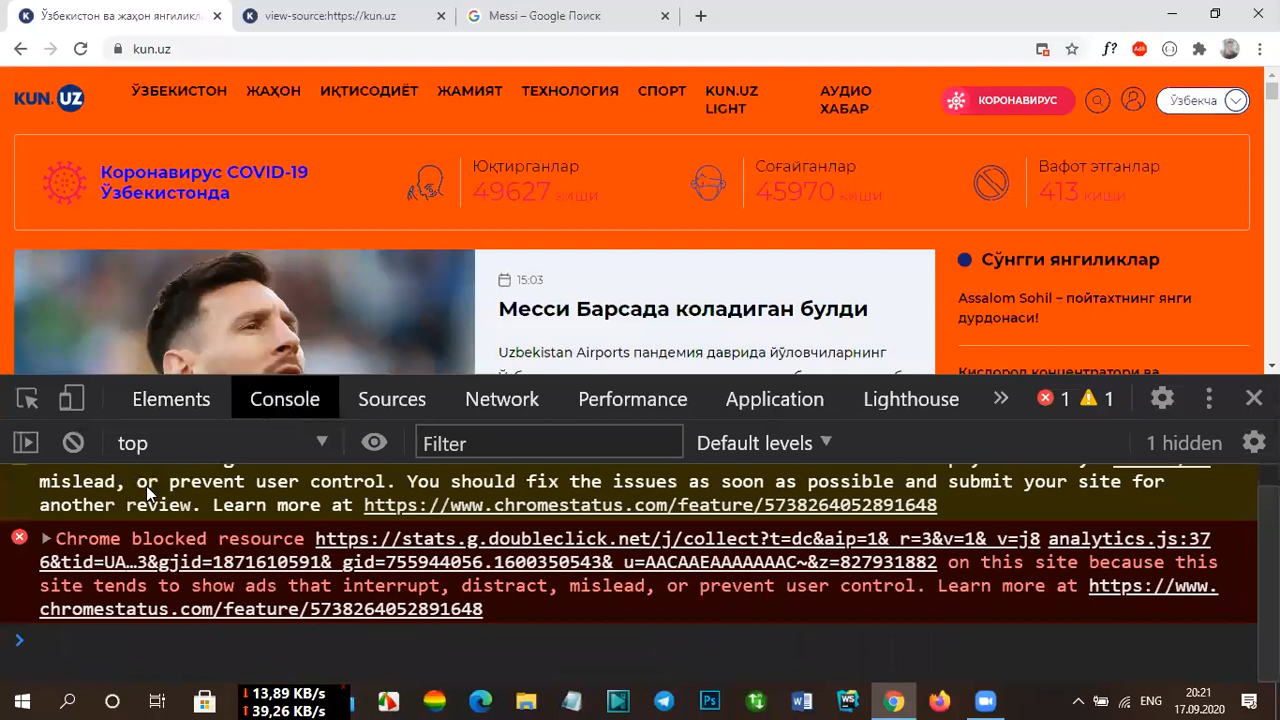 Ўзбекистон ва жаҳон янгиликла
view-source:https://kun.uz
Messi – Google Поиск
kun.uz
f?
KUN.UZ
ЎЗБЕКИСТОН
ЖАҲОН
ИҚТИСОДИЁТ
ЖАМИЯТ
ТЕХНОЛОГИЯ
СПОРТ
KUN.UZ
LIGHT
АУДИО
ХАБАР
КОРОНАВИРУС
Ўзбекча
Коронавирус COVID-19
Ўзбекистонда
Юқтирганлар
49627 киши
Соғайганлар
45970 киши
Вафот этганлар
413 киши
15:03
Месси Барсада коладиган булди
Uzbekistan Airports пандемия даврида йўловчиларнинг
Сўнгги янгиликлар
Assalom Sohil – пойтахтнинг янги
дурдонаси!
Кислород концентратори ва
Elements
Console
Sources
Network
Performance
Application
Lighthouse
1
1
top
Filter
Default levels
1 hidden
mislead, or prevent user control. You should fix the issues as soon as possible and submit your site for
another review. Learn more at https://www.chromestatus.com/feature/5738264052891648
Chrome blocked resource https://stats.g.doubleclick.net/j/collect?t=dc&aip=1&_r=3&v=1&_v=j8 analytics.js:37
6&tid=UA…3&gjid=1871610591&_gid=755944056.1600350543&_u=AACAAEAAAAAAAC~&z=827931882 on this site because this
site tends to show ads that interrupt, distract, mislead, or prevent user control. Learn more at https://www.
chromestatus.com/feature/5738264052891648
13,89 KB/s
39,26 KB/s
ENG
20:21
17.09.2020